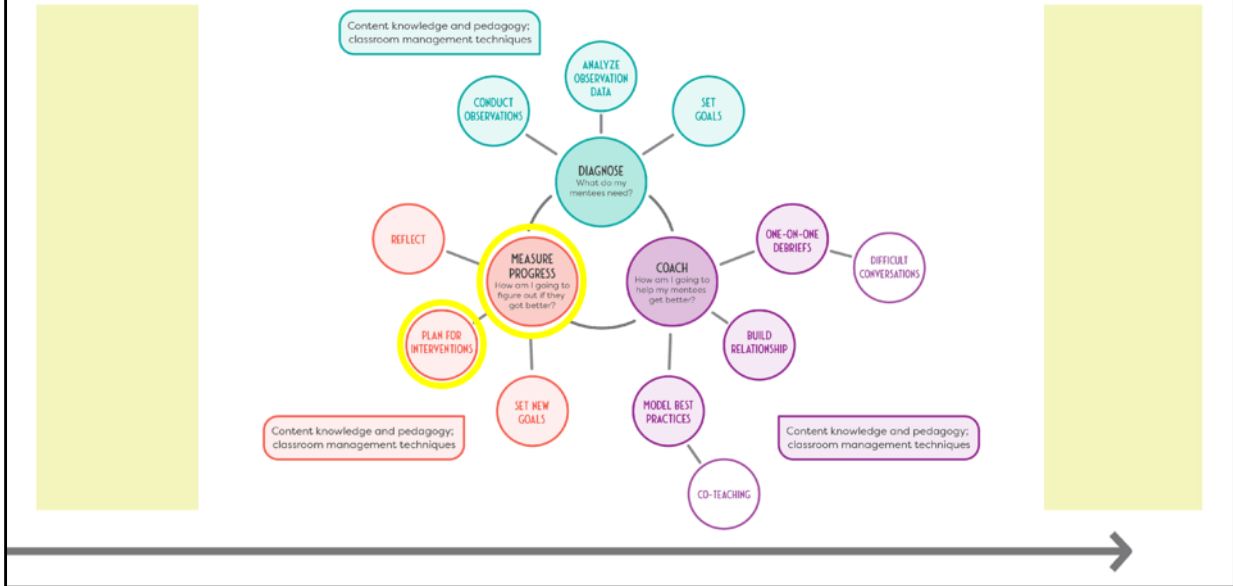 Content knowledge and pedagogy;
classroom management techniques
ANALYZE
OBSERVATION
DATA
CONDUCT
OBSERVATIONS
SET
GOALS
DIAGNOSE
What do my
mentees need?
REFLECT
MEASURE
PROGRESS
How am I going to
figure out if they
got better?
COACH
How am I going to
help my mentees
get better?
ONE-ON-ONE
DEBRIEFS
DIFFICULT
CONVERSATIONS
PLAN FOR
INTERVENTIONS
BUILD
RELATIONSHIP
SET NEW
GOALS
MODEL BEST
PRACTICES
Content knowledge and pedagogy;
classroom management techniques
Content knowledge and pedagogy;
classroom management techniques
CO-TEACHING